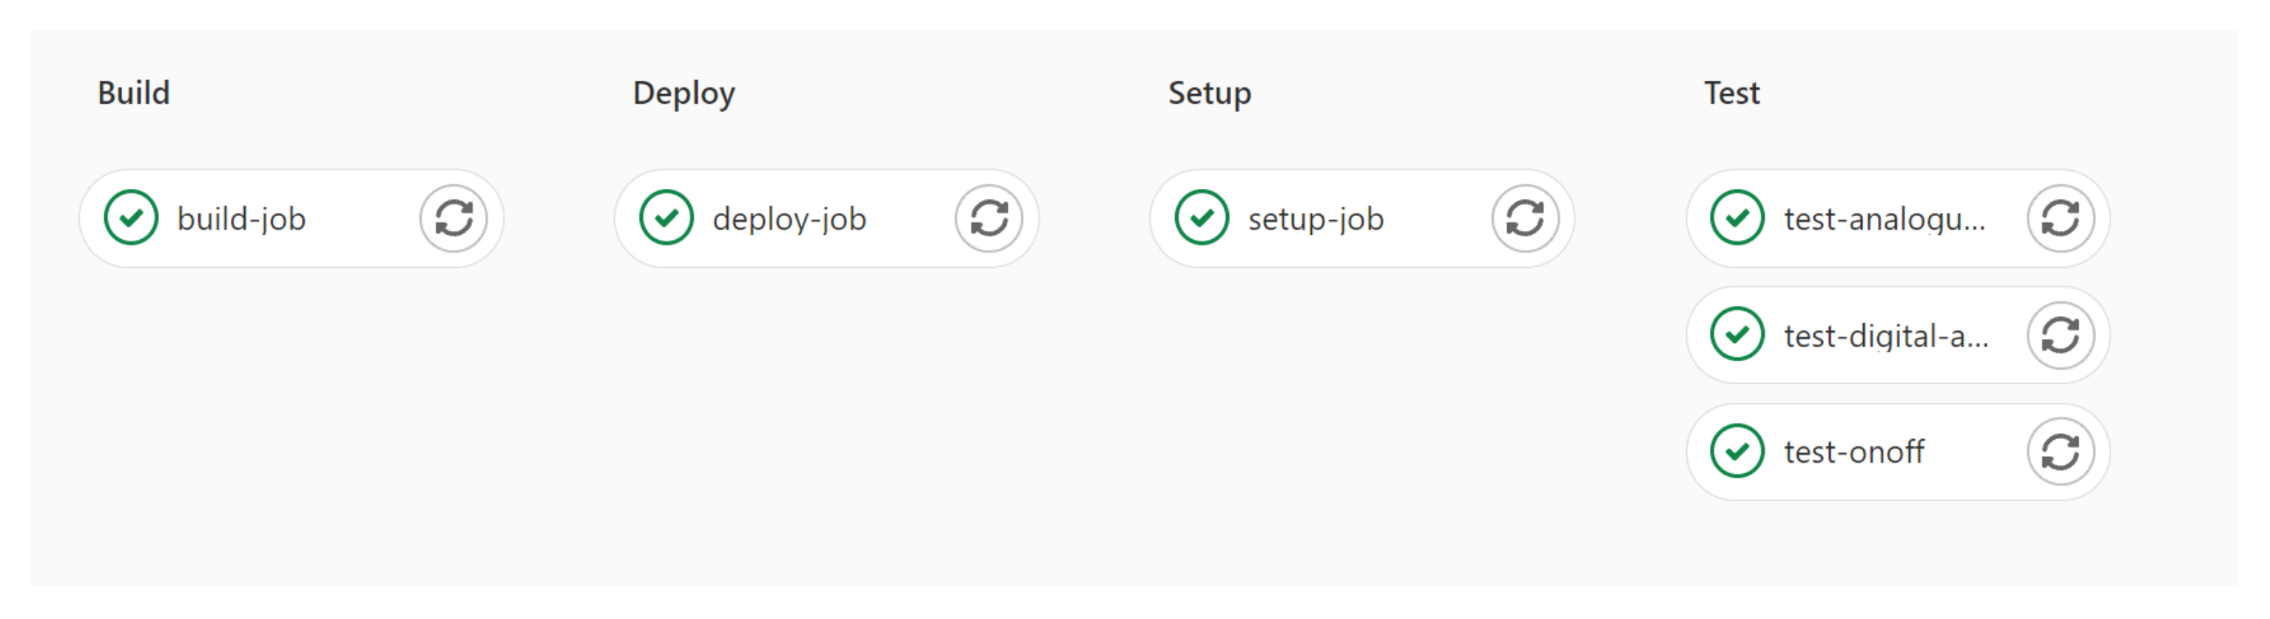 Build
build-job
Deploy
deploy-job
Setup
setup-job
Test
test-analogu...
test-digital-a...
test-onoff